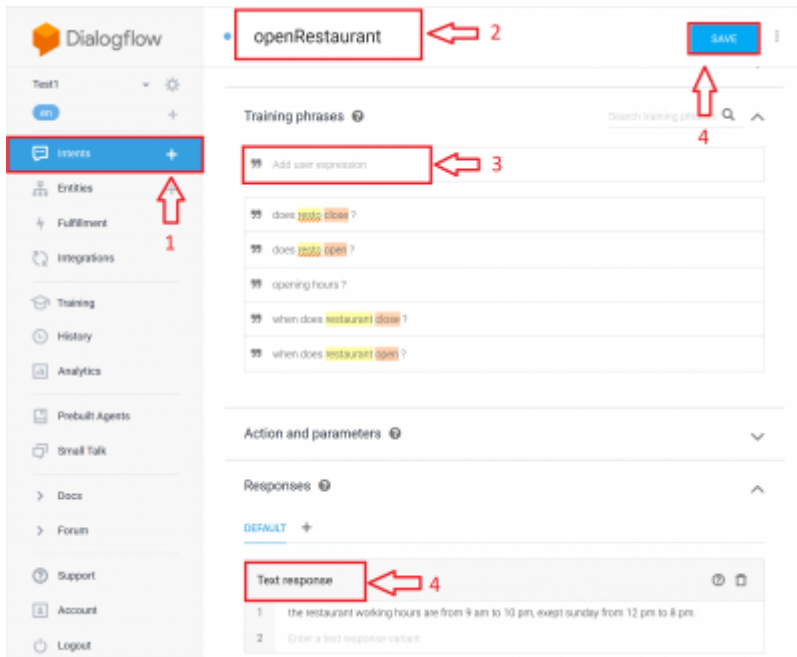 Dialogflow
openRestaurant
2
SAVE
Test1
en
Training phrases
Search training phrases
4
Intents
3
Add user expression
Entities
does resto close ?
Fulfillment
1
does resto open ?
Integrations
opening hours ?
Training
when does restaurant close ?
History
when does restaurant open ?
Analytics
Prebuilt Agents
Action and parameters
Small Talk
Responses
Docs
DEFAULT
Forum
Support
Text response
4
Account
1 the restaurant working hours are from 9 am to 10 pm, exept sunday from 12 pm to 8 pm.
Logout
2 Enter a text response variant